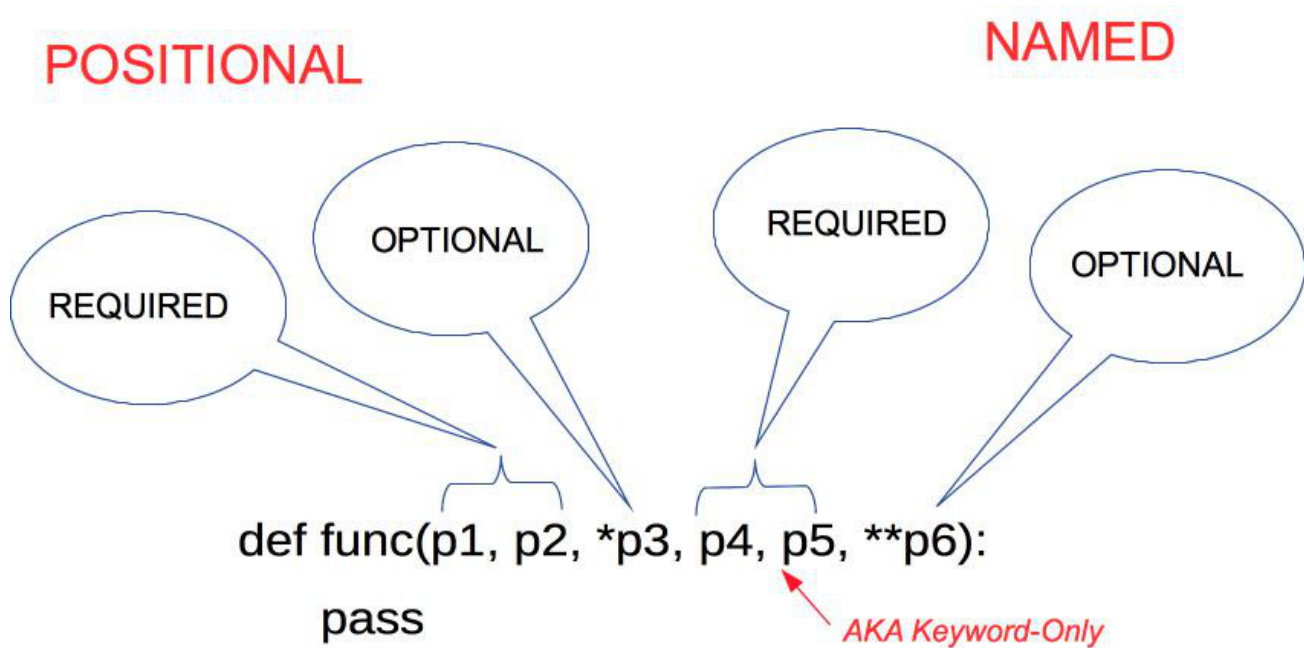 POSITIONAL
NAMED
REQUIRED
OPTIONAL
REQUIRED
OPTIONAL
def func(p1, p2, *p3, p4, p5, **p6):
pass
AKA Keyword-Only